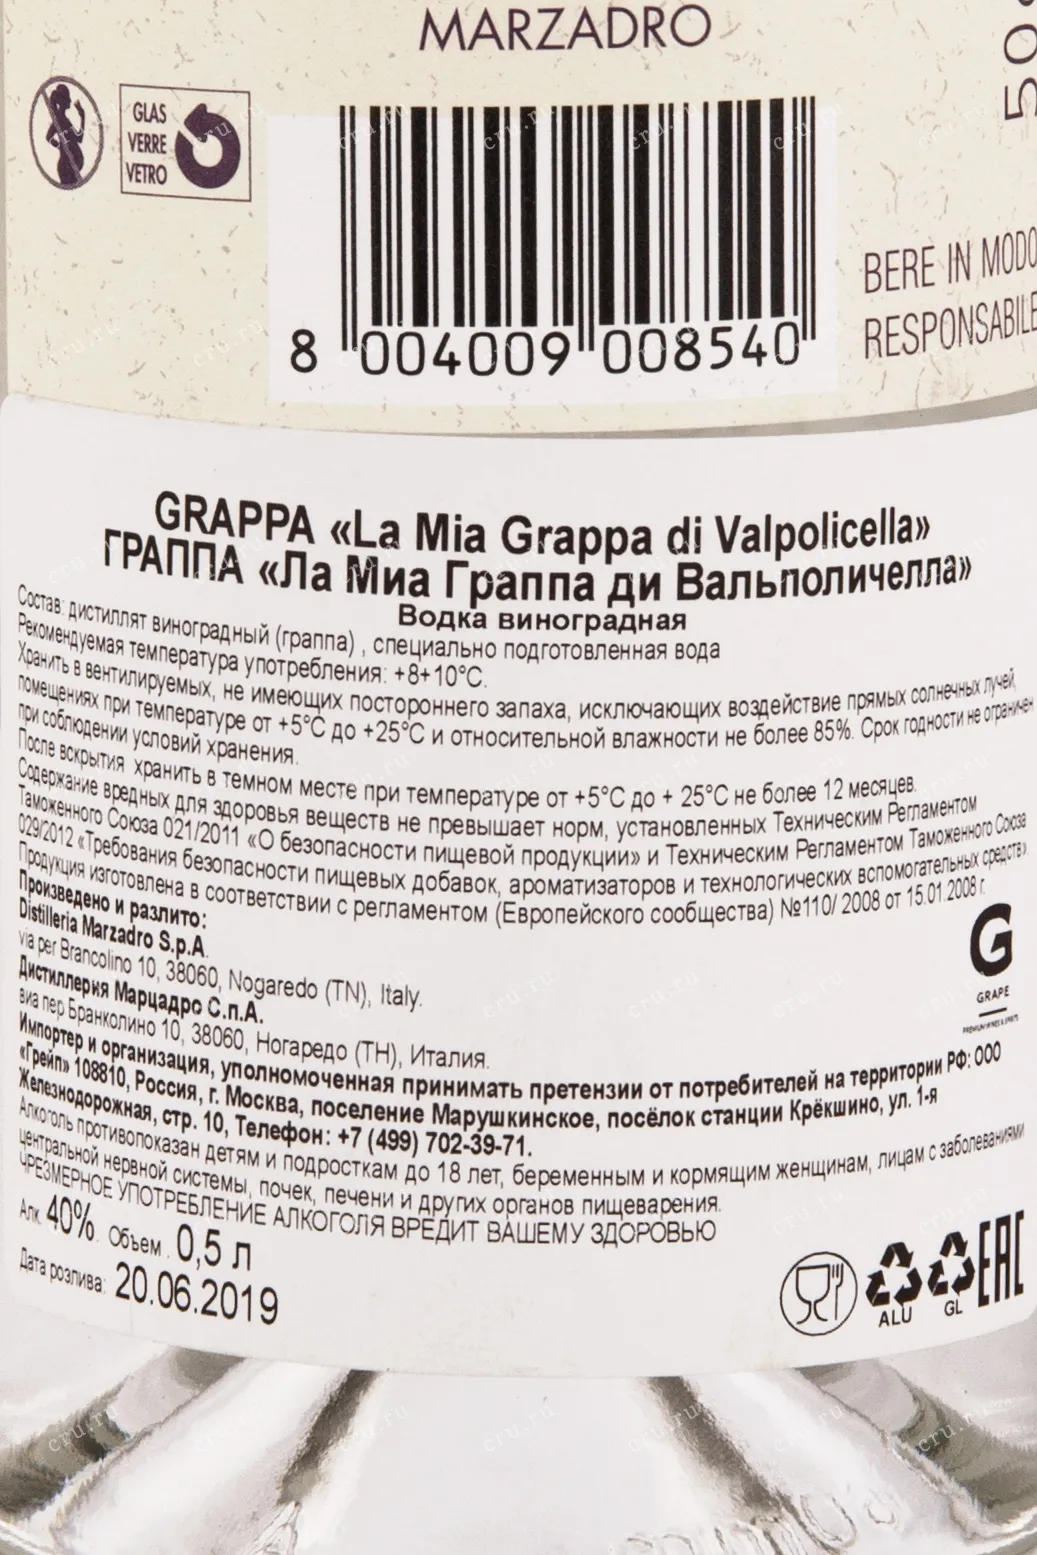 MARZADRO
GLAS
VERRE
VETRO
50
BERE IN MODO
RESPONSABILE
8 004009 008540
GRAPPA «La Mia Grappa di Valpolicella»
ГРАППА «Ла Миа Граппа ди Вальполичелла»
Водка виноградная
Состав: дистиллят виноградный (граппа) , специально подготовленная вода
Рекомендуемая температура употребления: +8+10°C.
Хранить в вентилируемых, не имеющих постороннего запаха, исключающих воздействие прямых солнечных лучей,
помещениях при температуре от +5°C до +25°C и относительной влажности не более 85%. Срок годности не ограничен
при соблюдении условий хранения.
После вскрытия хранить в темном месте при температуре от +5°C до + 25°C не более 12 месяцев.
Содержание вредных для здоровья веществ не превышает норм, установленных Техническим Регламентом
Таможенного Союза 021/2011 «О безопасности пищевой продукции» и Техническим Регламентом Таможенного Союза
029/2012 «Требования безопасности пищевых добавок, ароматизаторов и технологических вспомогательных средств».
Продукция изготовлена в соответствии с регламентом (Европейского сообщества) №110/ 2008 от 15.01.2008 г.
Произведено и разлито:
Distilleria Marzadro S.p.A.
via per Brancolino 10, 38060, Nogaredo (TN), Italy.
Дистиллерия Марцадро С.п.А.
виа пер Бранколино 10, 38060, Ногаредо (ТН), Италия.
G
GRAPE
PREMIUM WINES & SPIRITS
Импортер и организация, уполномоченная принимать претензии от потребителей на территории РФ: ООО
«Грейп» 108810, Россия, г. Москва, поселение Марушкинское, посёлок станции Крёкшино, ул. 1-я
Железнодорожная, стр. 10, Телефон: +7 (499) 702-39-71.
Алкоголь противопоказан детям и подросткам до 18 лет, беременным и кормящим женщинам, лицам с заболеваниями
центральной нервной системы, почек, печени и других органов пищеварения.
ЧРЕЗМЕРНОЕ УПОТРЕБЛЕНИЕ АЛКОГОЛЯ ВРЕДИТ ВАШЕМУ ЗДОРОВЬЮ
Алк. 40%. Объем . 0,5 л
Дата розлива: 20.06.2019
ALU
GL
EAC
cru.ru